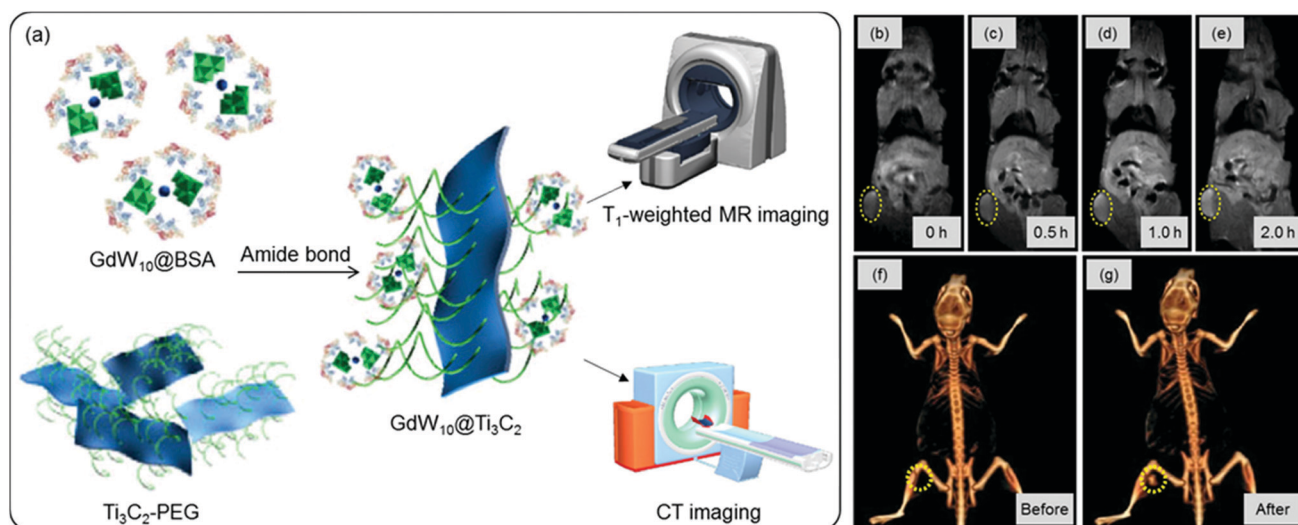 (a)
GdW₁₀@BSA
Amide bond
Ti₃C₂-PEG
GdW₁₀@Ti₃C₂
T₁-weighted MR imaging
CT imaging
(b)
0 h
(c)
0.5 h
(d)
1.0 h
(e)
2.0 h
(f)
Before
(g)
After